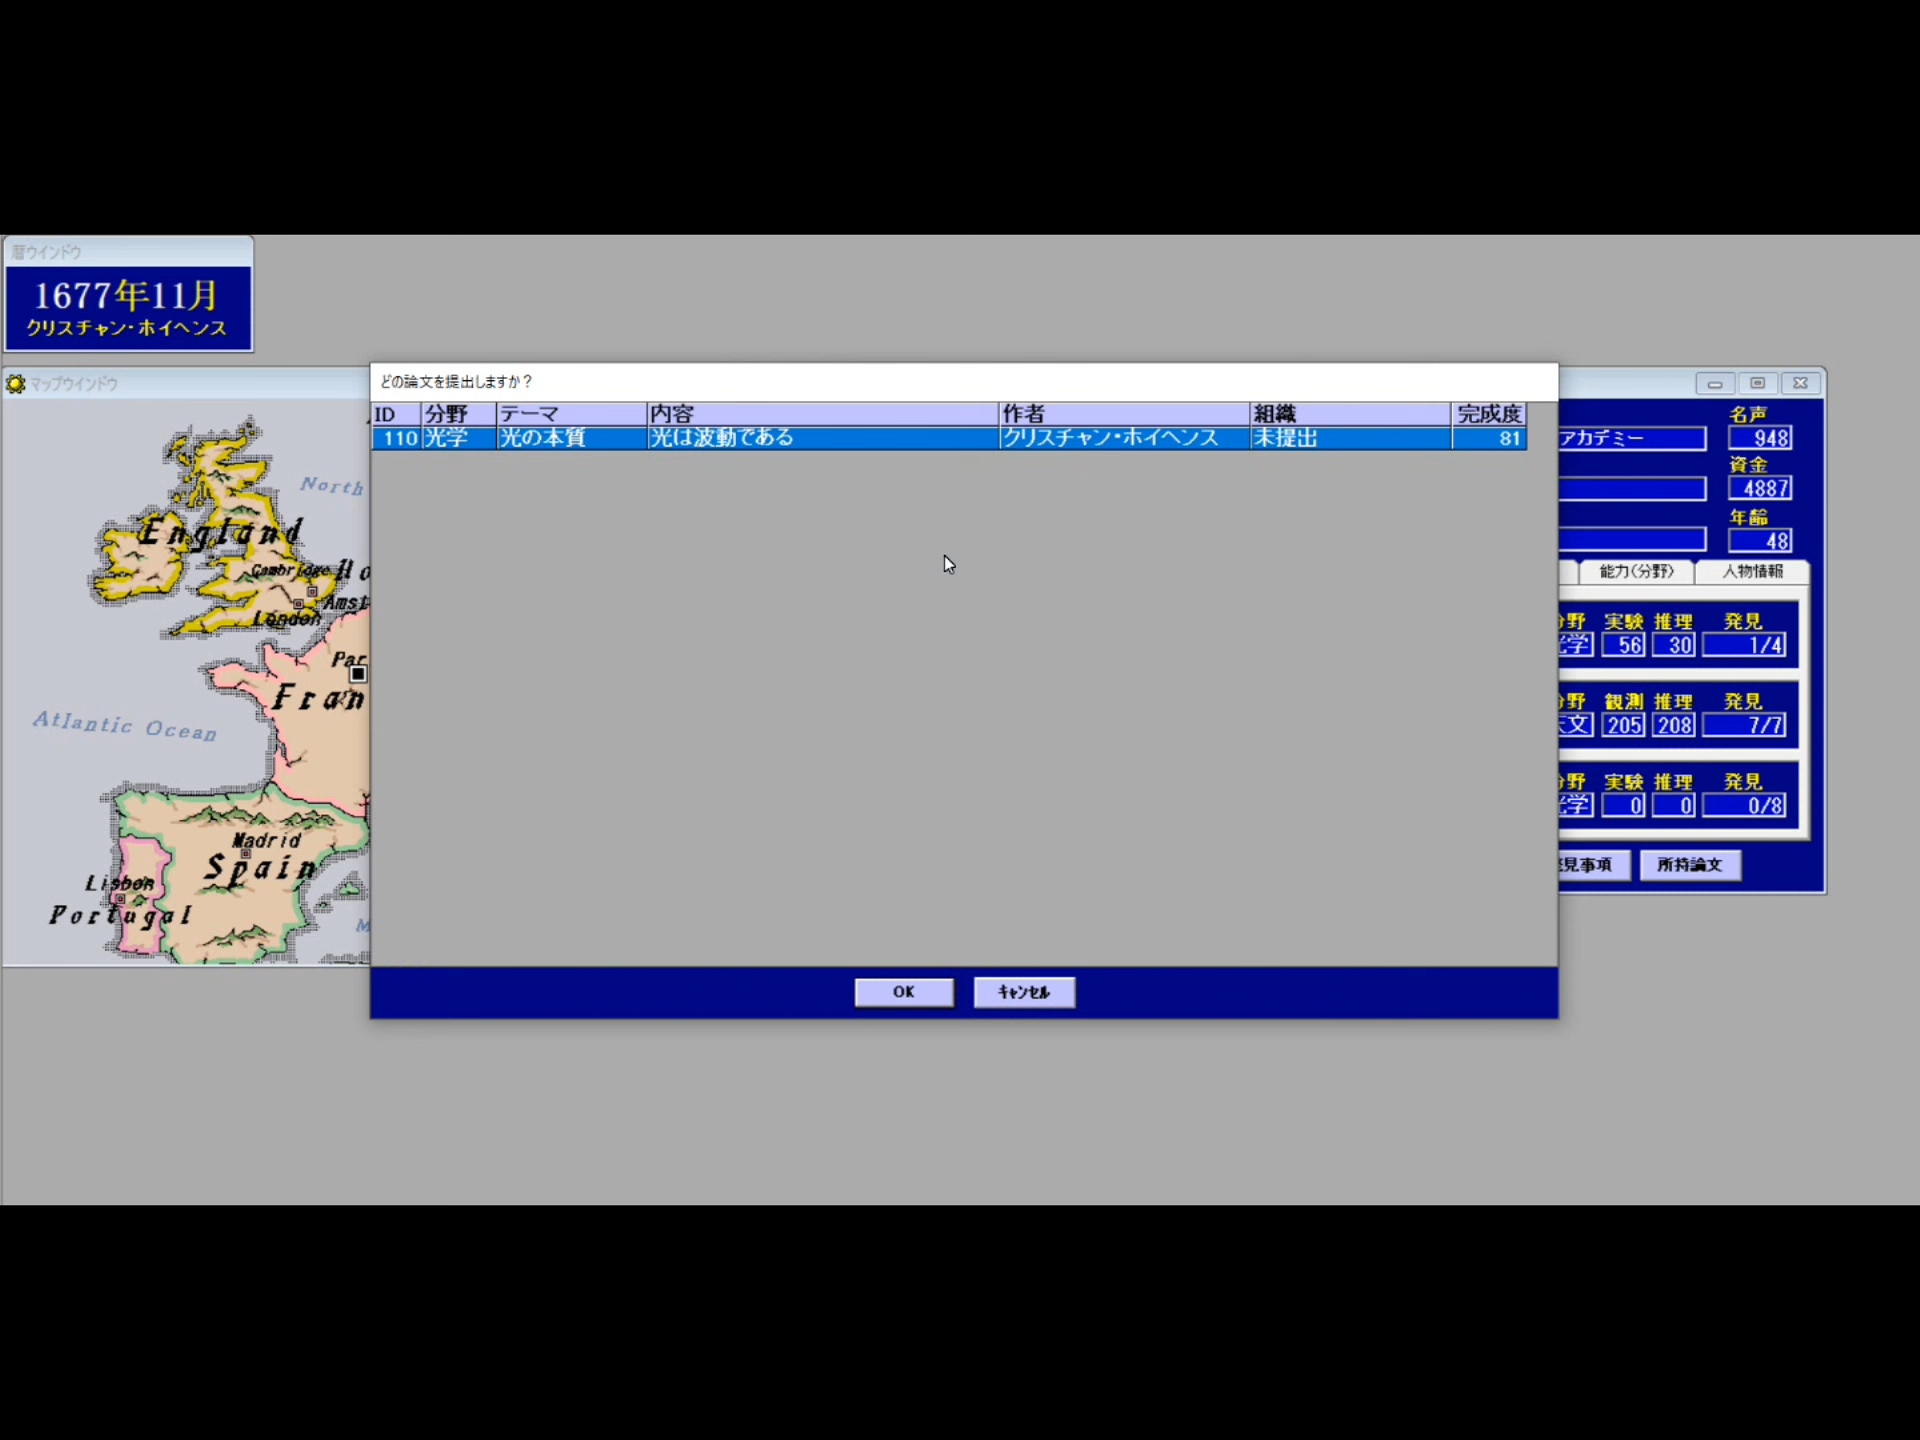 暦ウインドウ
1677年11月
クリスチャン・ホイヘンス
マップウインドウ
North
England
Cambridge
London
Amst
Par
Fran
Atlantic Ocean
Madrid
Spain
Lisbon
Portugal
どの論文を提出しますか？
ID 分野 テーマ 内容 作者 組織 完成度
110 光学 光の本質 光は波動である クリスチャン・ホイヘンス 未提出 81
OK キャンセル
アカデミー
名声
948
資金
4887
年齢
48
能力(分野) 人物情報
野 実験 推理 発見
学 56 30 1/4
野 観測 推理 発見
文 205 208 7/7
野 実験 推理 発見
学 0 0 0/8
見事項 所持論文